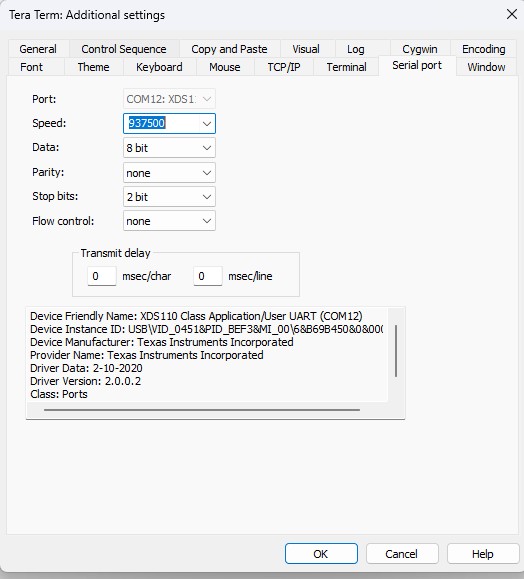 Tera Term: Additional settings
General Control Sequence Copy and Paste Visual Log Cygwin Encoding
Font Theme Keyboard Mouse TCP/IP Terminal Serial port Window
Port: COM12: XDS1
Speed: 937500
Data: 8 bit
Parity: none
Stop bits: 2 bit
Flow control: none
Transmit delay
0 msec/char 0 msec/line
Device Friendly Name: XDS110 Class Application/User UART (COM12)
Device Instance ID: USB\VID_0451&PID_BEF3&MI_00\6&B69B450&0&000
Device Manufacturer: Texas Instruments Incorporated
Provider Name: Texas Instruments Incorporated
Driver Data: 2-10-2020
Driver Version: 2.0.0.2
Class: Ports
OK Cancel Help